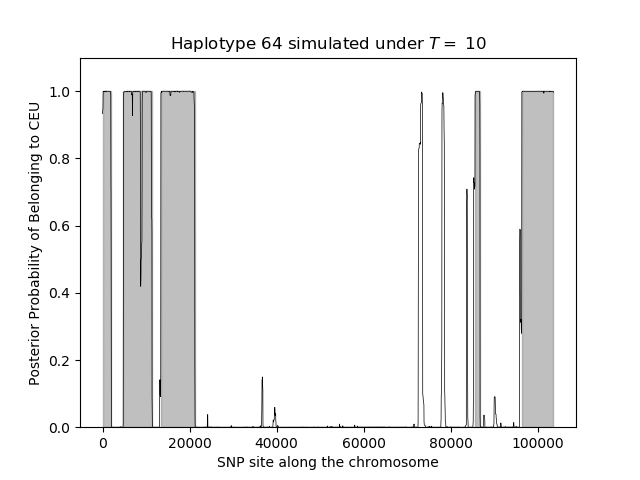 Haplotype 64 simulated under T = 10
Posterior Probability of Belonging to CEU
1.0
0.8
0.6
0.4
0.2
0.0
0 20000 40000 60000 80000 100000
SNP site along the chromosome